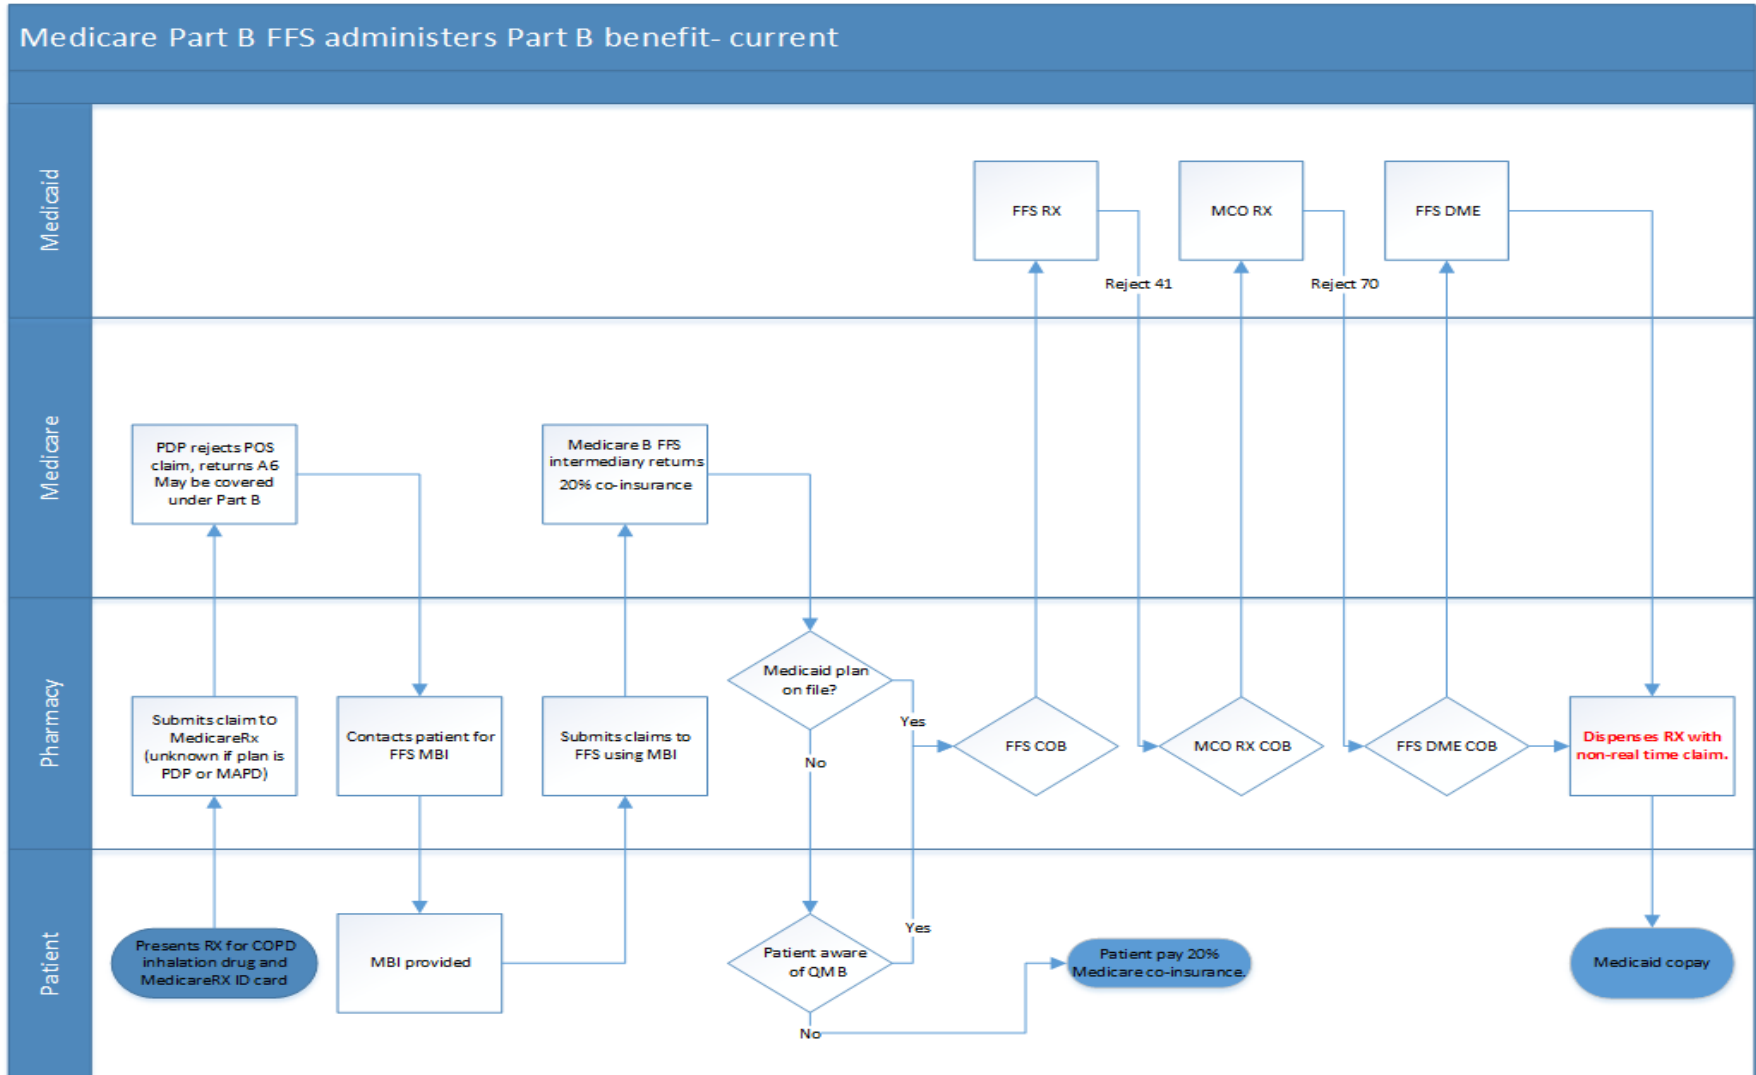 Medicare Part B FFS administers Part B benefit- current
Medicaid
FFS RX
MCO RX
FFS DME
Reject 41
Reject 70
Medicare
PDP rejects POS
claim, returns A6
May be covered
under Part B
Medicare B FFS
intermediary returns
20% co-insurance
Pharmacy
Submits claim to
MedicareRx
(unknown if plan is
PDP or MAPD)
Contacts patient for
FFS MBI
Submits claims to
FFS using MBI
Medicaid plan
on file?
Yes
No
FFS COB
MCO RX COB
FFS DME COB
Dispenses RX with
non-real time claim.
Patient
Presents RX for COPD
inhalation drug and
MedicareRX ID card
MBI provided
Patient aware
of QMB
Yes
No
Patient pay 20%
Medicare co-insurance.
Medicaid copay